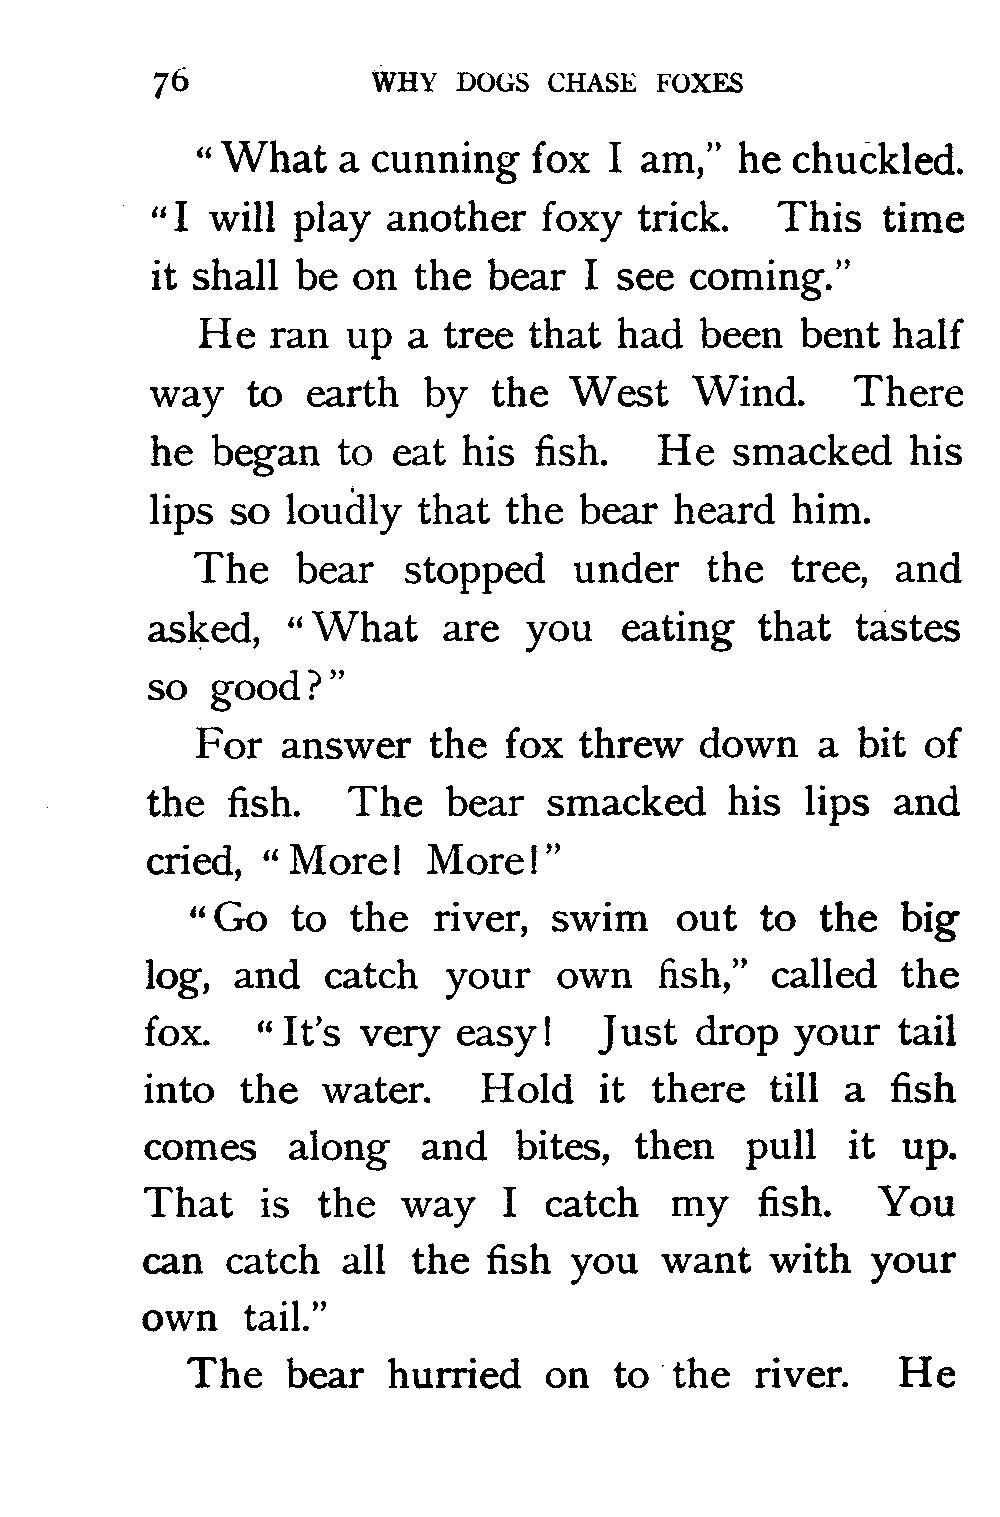 76 WHY DOGS CHASE FOXES
“What a cunning fox I am,” he chuckled.
“I will play another foxy trick. This time
it shall be on the bear I see coming.”
He ran up a tree that had been bent half
way to earth by the West Wind. There
he began to eat his fish. He smacked his
lips so loudly that the bear heard him.
The bear stopped under the tree, and
asked, “What are you eating that tastes
so good?”
For answer the fox threw down a bit of
the fish. The bear smacked his lips and
cried, “More! More!”
“Go to the river, swim out to the big
log, and catch your own fish,” called the
fox. “It’s very easy! Just drop your tail
into the water. Hold it there till a fish
comes along and bites, then pull it up.
That is the way I catch my fish. You
can catch all the fish you want with your
own tail.”
The bear hurried on to the river. He